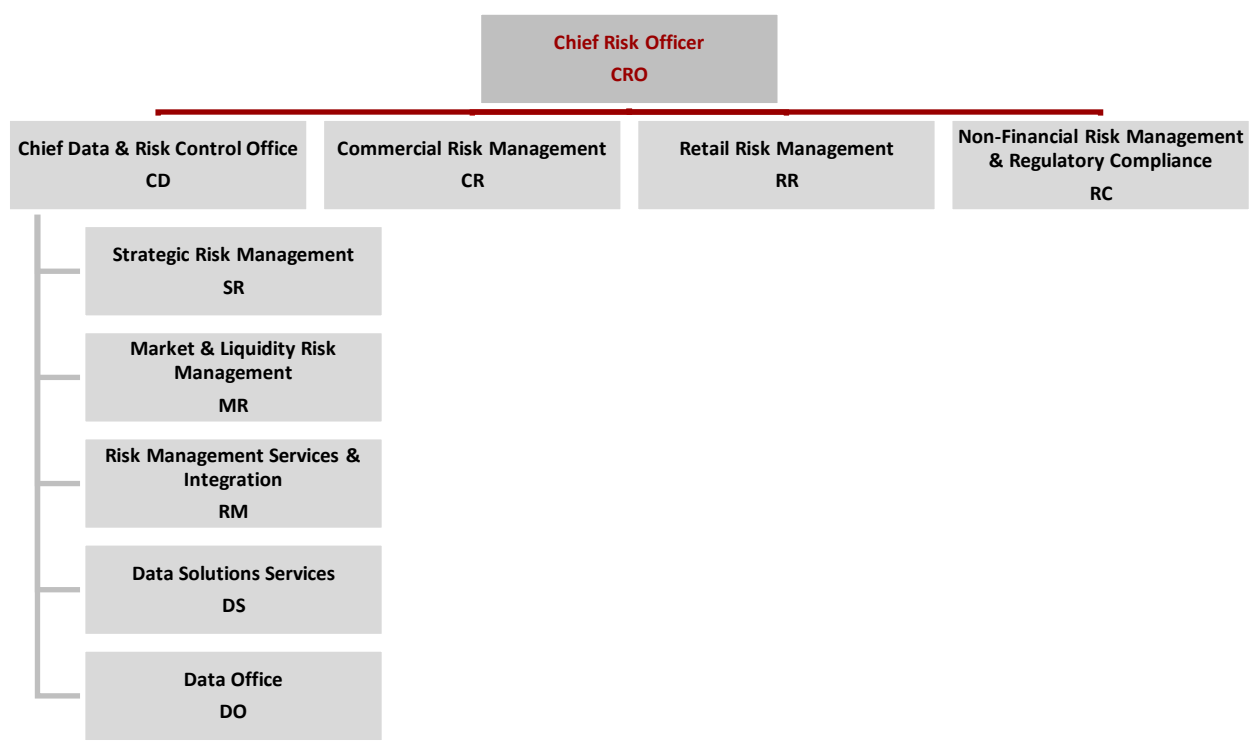 Chief Risk Officer
CRO
Chief Data & Risk Control Office
CD
Commercial Risk Management
CR
Retail Risk Management
RR
Non-Financial Risk Management
& Regulatory Compliance
RC
Strategic Risk Management
SR
Market & Liquidity Risk
Management
MR
Risk Management Services &
Integration
RM
Data Solutions Services
DS
Data Office
DO